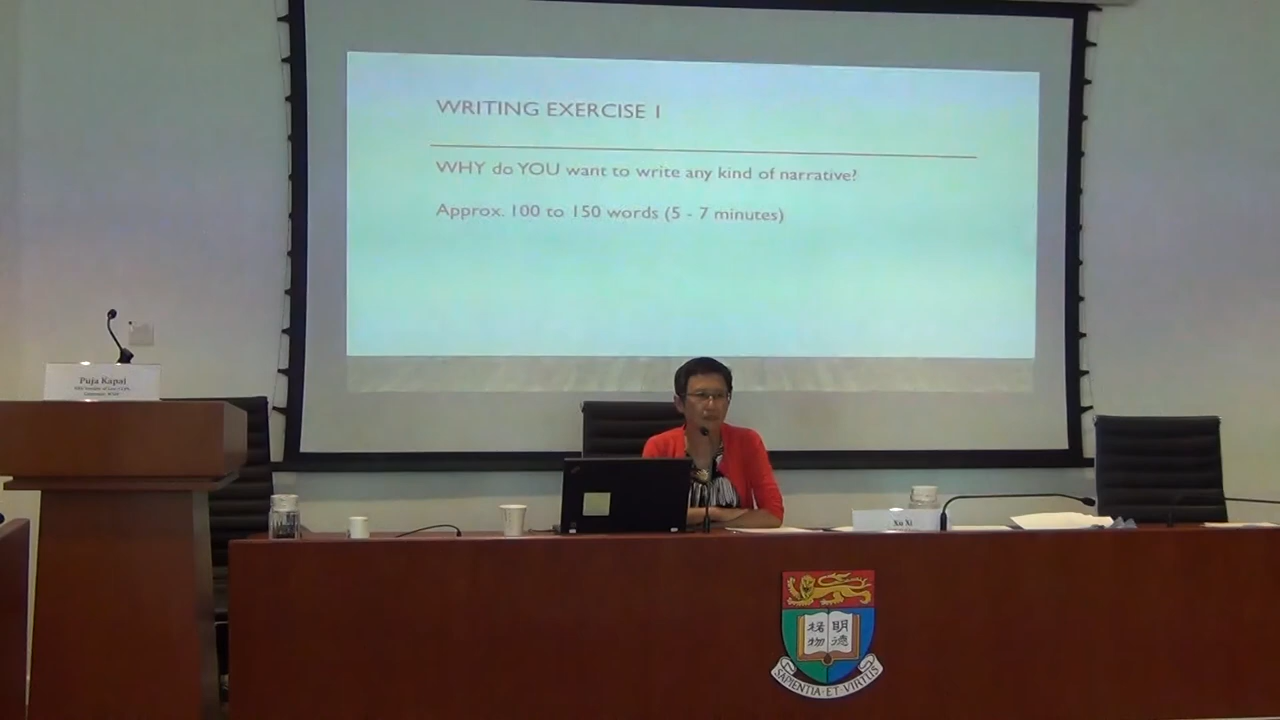 WRITING EXERCISE 1
WHY do YOU want to write any kind of narrative?
Approx. 100 to 150 words (5 - 7 minutes)
Puja Kapai
Xu Xi
明德
格物
SAPIENTIA·ET·VIRTUS